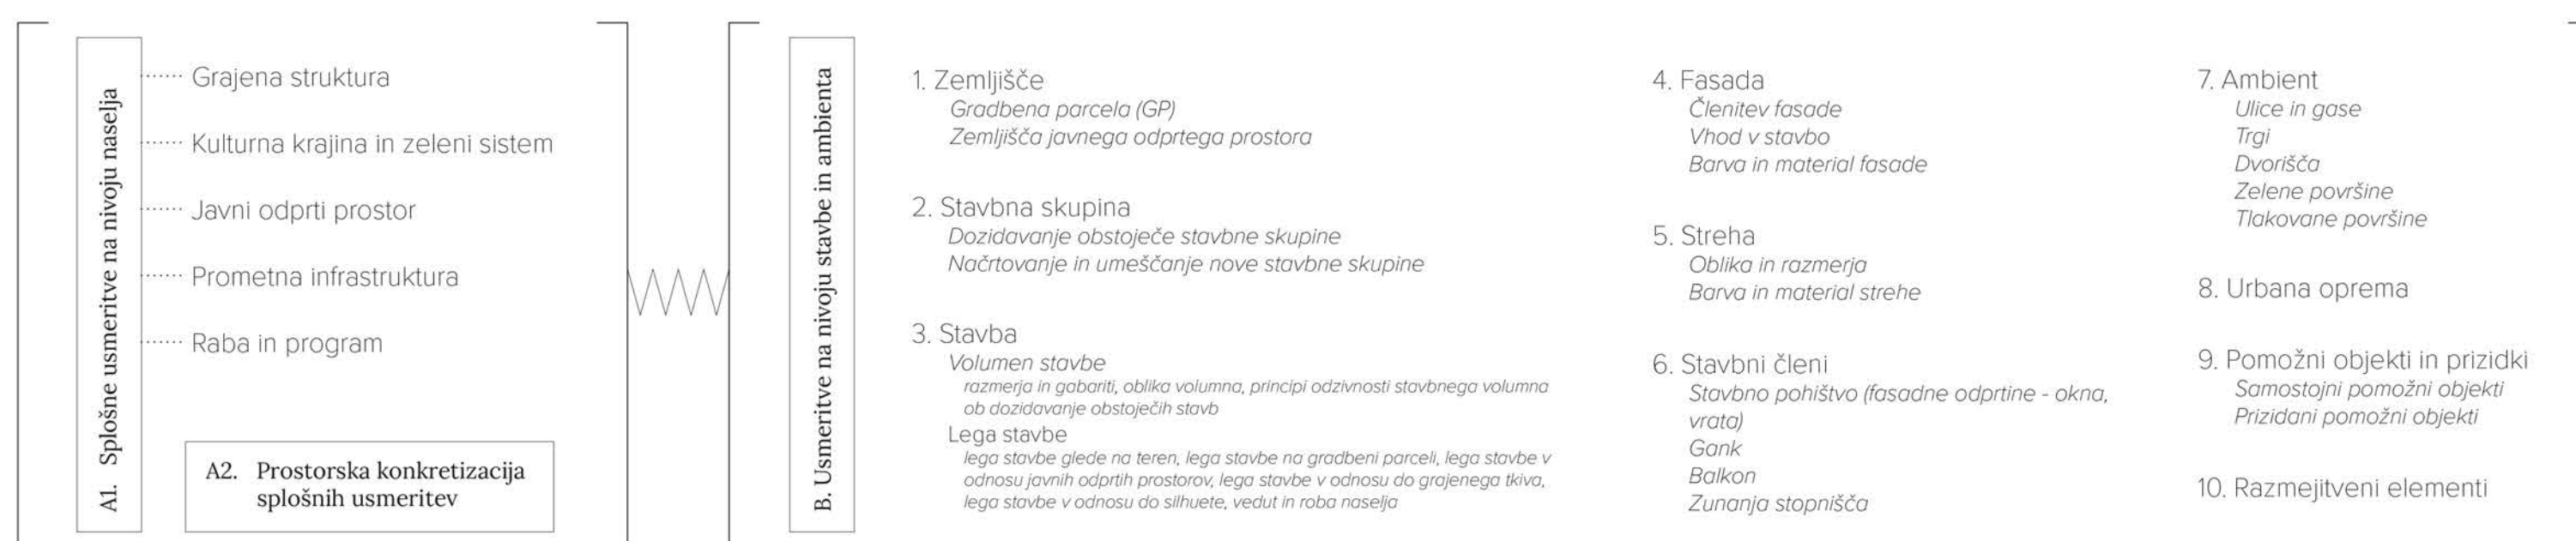 A1. Splošne usmeritve na nivoju naselja
Grajena struktura
Kulturna krajina in zeleni sistem
Javni odprti prostor
Prometna infrastruktura
Raba in program
A2. Prostorska konkretizacija
splošnih usmeritev
B. Usmeritve na nivoju stavbe in ambienta
1. Zemljišče
Gradbena parcela (GP)
Zemljišča javnega odprtega prostora
2. Stavbna skupina
Dozidavanje obstoječe stavbne skupine
Načrtovanje in umeščanje nove stavbne skupine
3. Stavba
Volumen stavbe
razmerja in gabariti, oblika volumna, principi odzivnosti stavbnega volumna
ob dozidavanje obstoječih stavb
Lega stavbe
lega stavbe glede na teren, lega stavbe na gradbeni parceli, lega stavbe v
odnosu javnih odprtih prostorov, lega stavbe v odnosu do grajenega tkiva,
lega stavbe v odnosu do silhuete, vedut in roba naselja
4. Fasada
Členitev fasade
Vhod v stavbo
Barva in material fasade
5. Streha
Oblika in razmerja
Barva in material strehe
6. Stavbni členi
Stavbno pohištvo (fasadne odprtine - okna,
vrata)
Gank
Balkon
Zunanja stopnišča
7. Ambient
Ulice in gase
Trgi
Dvorišča
Zelene površine
Tlakovane površine
8. Urbana oprema
9. Pomožni objekti in prizidki
Samostojni pomožni objekti
Prizidani pomožni objekti
10. Razmejitveni elementi